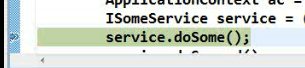 ApplicationContext ac =
ISomeService service = (
service.doSome();